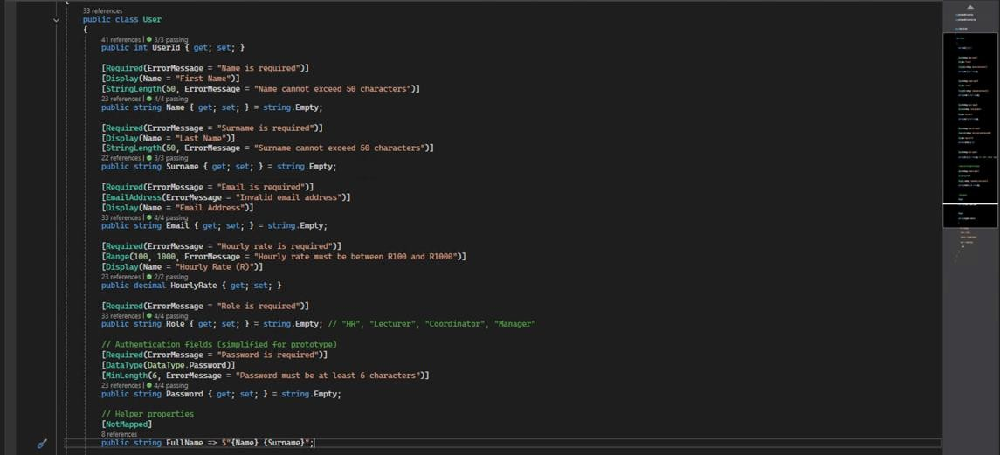 33 references
public class User
{
41 references | 3/3 passing
public int UserId { get; set; }
[Required(ErrorMessage = "Name is required")]
[Display(Name = "First Name")]
[StringLength(50, ErrorMessage = "Name cannot exceed 50 characters")]
23 references | 4/4 passing
public string Name { get; set; } = string.Empty;
[Required(ErrorMessage = "Surname is required")]
[Display(Name = "Last Name")]
[StringLength(50, ErrorMessage = "Surname cannot exceed 50 characters")]
22 references | 3/3 passing
public string Surname { get; set; } = string.Empty;
[Required(ErrorMessage = "Email is required")]
[EmailAddress(ErrorMessage = "Invalid email address")]
[Display(Name = "Email Address")]
33 references | 4/4 passing
public string Email { get; set; } = string.Empty;
[Required(ErrorMessage = "Hourly rate is required")]
[Range(100, 1000, ErrorMessage = "Hourly rate must be between R100 and R1000")]
[Display(Name = "Hourly Rate (R)")]
23 references | 2/2 passing
public decimal HourlyRate { get; set; }
[Required(ErrorMessage = "Role is required")]
33 references | 4/4 passing
public string Role { get; set; } = string.Empty; // "HR", "Lecturer", "Coordinator", "Manager"
// Authentication fields (simplified for prototype)
[Required(ErrorMessage = "Password is required")]
[DataType(DataType.Password)]
[MinLength(6, ErrorMessage = "Password must be at least 6 characters")]
23 references | 4/4 passing
public string Password { get; set; } = string.Empty;
// Helper properties
[NotMapped]
8 references
public string FullName => $"{Name} {Surname}";